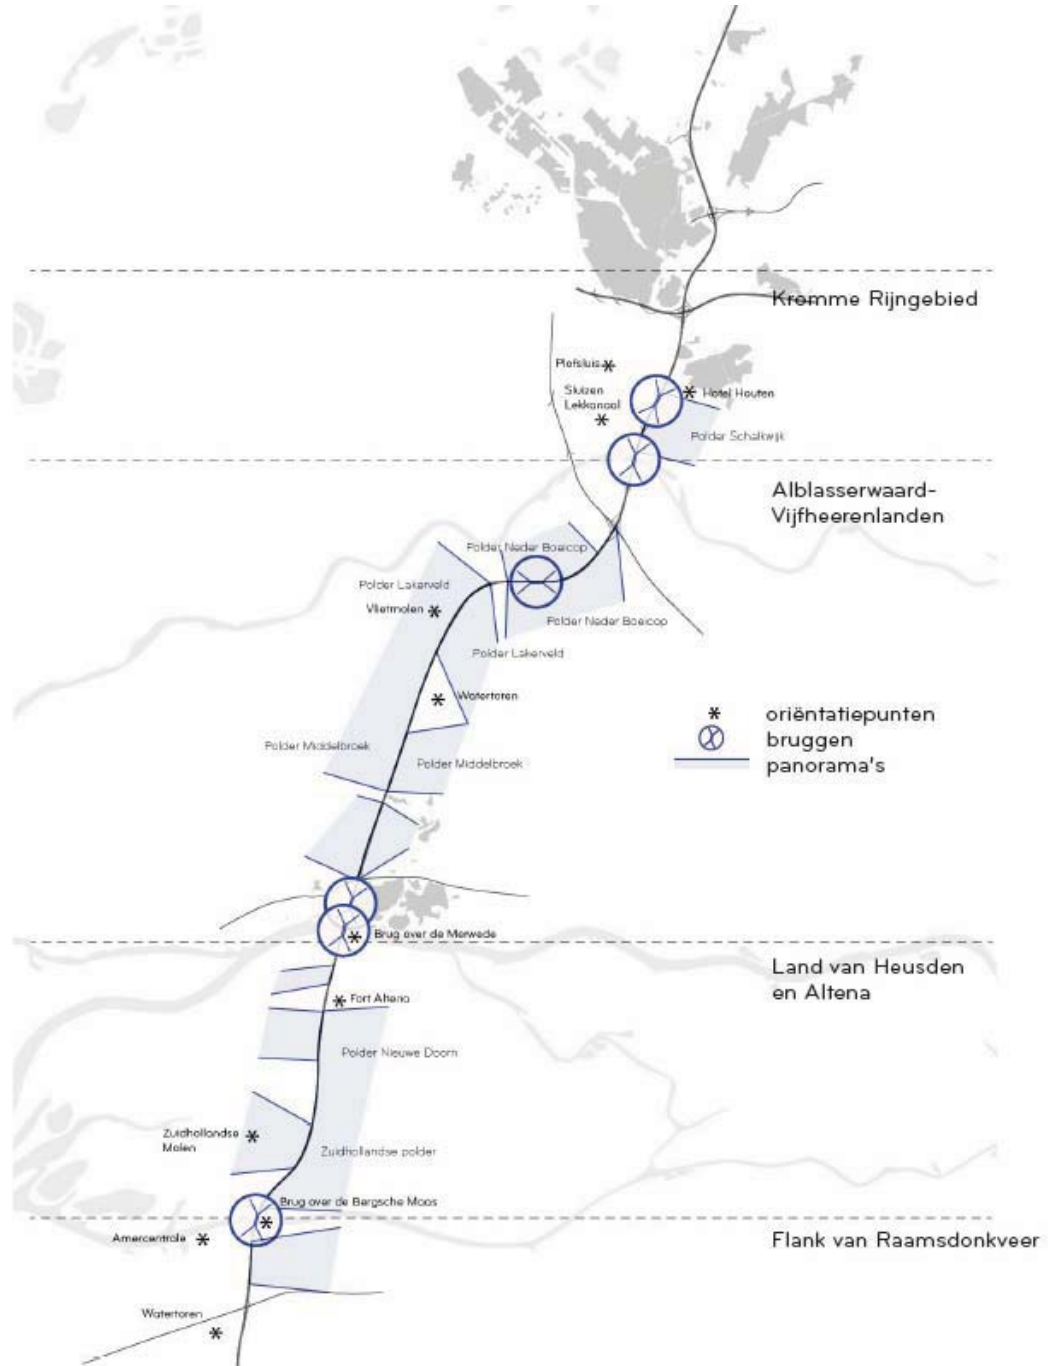 Kromme Rijngebied
Plofsluis
Sluizen
Lekkanaal
Hotel Houten
Polder Schalkwijk
Alblasserwaard-
Vijfheerenlanden
Polder Neder Boeicop
Polder Lakerveld
Vlietmolen
Polder Neder Boeicop
Polder Lakerveld
Watertoren
oriëntatiepunten
bruggen
panorama's
Polder Middelbroek
Polder Middelbroek
Brug over de Merwede
Land van Heusden
en Altena
Fort Altena
Polder Nieuwe Doorn
Zuidhollandse
Molen
Zuidhollandse polder
Brug over de Bergsche Maas
Amercentrale
Flank van Raamsdonkveer
Watertoren